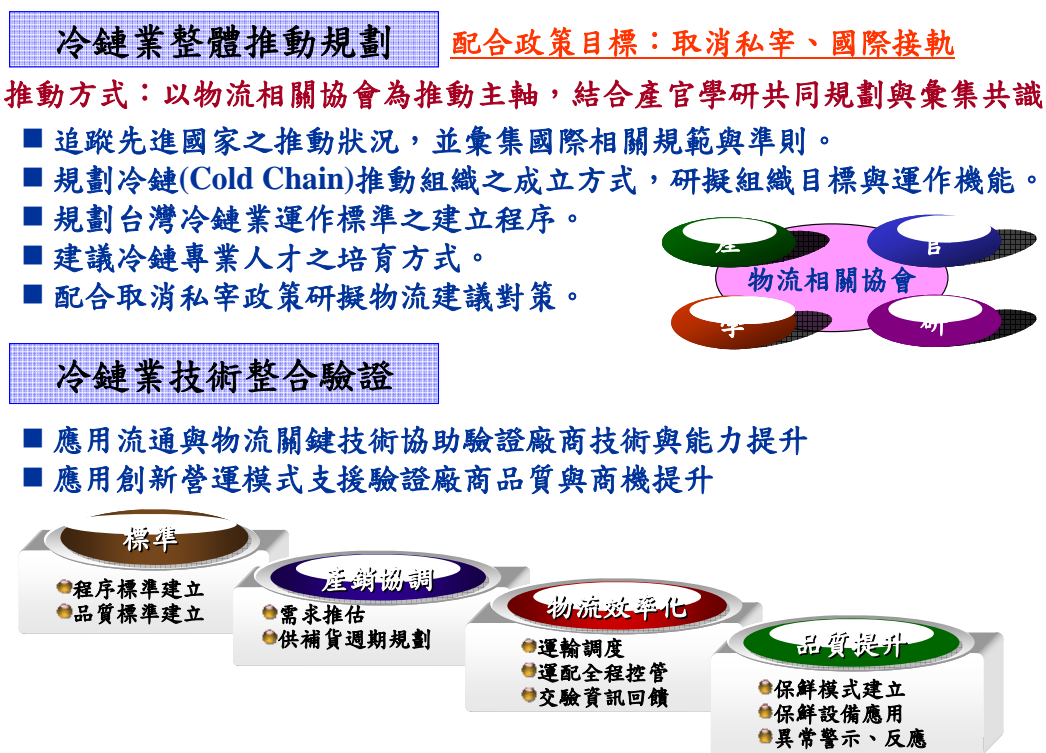 冷鏈業整體推動規劃
配合政策目標：取消私宰、國際接軌
推動方式：以物流相關協會為推動主軸，結合產官學研共同規劃與彙集共識
追蹤先進國家之推動狀況，並彙集國際相關規範與準則。
規劃冷鏈(Cold Chain)推動組織之成立方式，研擬組織目標與運作機能。
規劃台灣冷鏈業運作標準之建立程序。
建議冷鏈專業人才之培育方式。
配合取消私宰政策研擬物流建議對策。
產
官
物流相關協會
學
研
冷鏈業技術整合驗證
應用流通與物流關鍵技術協助驗證廠商技術與能力提升
應用創新營運模式支援驗證廠商品質與商機提升
標準
程序標準建立
品質標準建立
產銷協調
需求推估
供補貨週期規劃
物流效率化
運輸調度
運配全程控管
交驗資訊回饋
品質提升
保鮮模式建立
保鮮設備應用
異常警示、反應